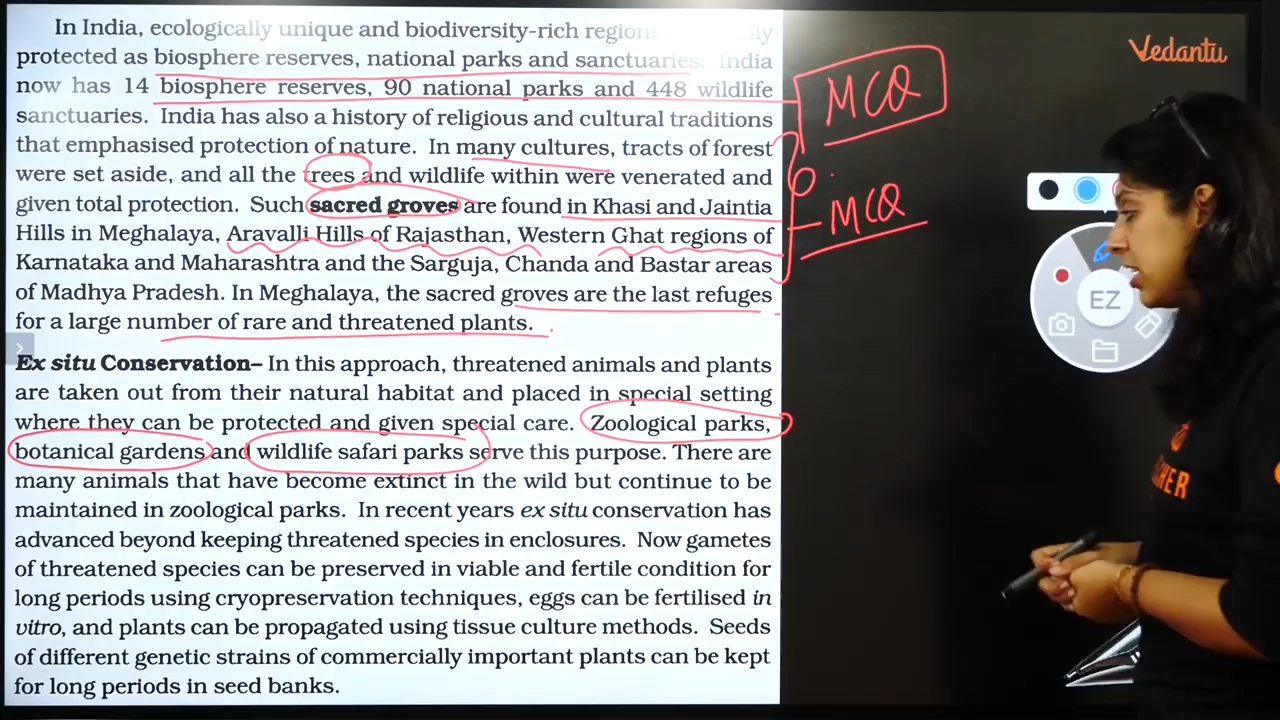 In India, ecologically unique and biodiversity-rich regions
protected as biosphere reserves, national parks and sanctuaries. India
now has 14 biosphere reserves, 90 national parks and 448 wildlife
sanctuaries. India has also a history of religious and cultural traditions
that emphasised protection of nature. In many cultures, tracts of forest
were set aside, and all the trees and wildlife within were venerated and
given total protection. Such sacred groves are found in Khasi and Jaintia
Hills in Meghalaya, Aravalli Hills of Rajasthan, Western Ghat regions of
Karnataka and Maharashtra and the Sarguja, Chanda and Bastar areas
of Madhya Pradesh. In Meghalaya, the sacred groves are the last refuges
for a large number of rare and threatened plants.
Ex situ Conservation– In this approach, threatened animals and plants
are taken out from their natural habitat and placed in special setting
where they can be protected and given special care. Zoological parks,
botanical gardens and wildlife safari parks serve this purpose. There are
many animals that have become extinct in the wild but continue to be
maintained in zoological parks. In recent years ex situ conservation has
advanced beyond keeping threatened species in enclosures. Now gametes
of threatened species can be preserved in viable and fertile condition for
long periods using cryopreservation techniques, eggs can be fertilised in
vitro, and plants can be propagated using tissue culture methods. Seeds
of different genetic strains of commercially important plants can be kept
for long periods in seed banks.
MCQ
MCQ
Vedantu
EZ